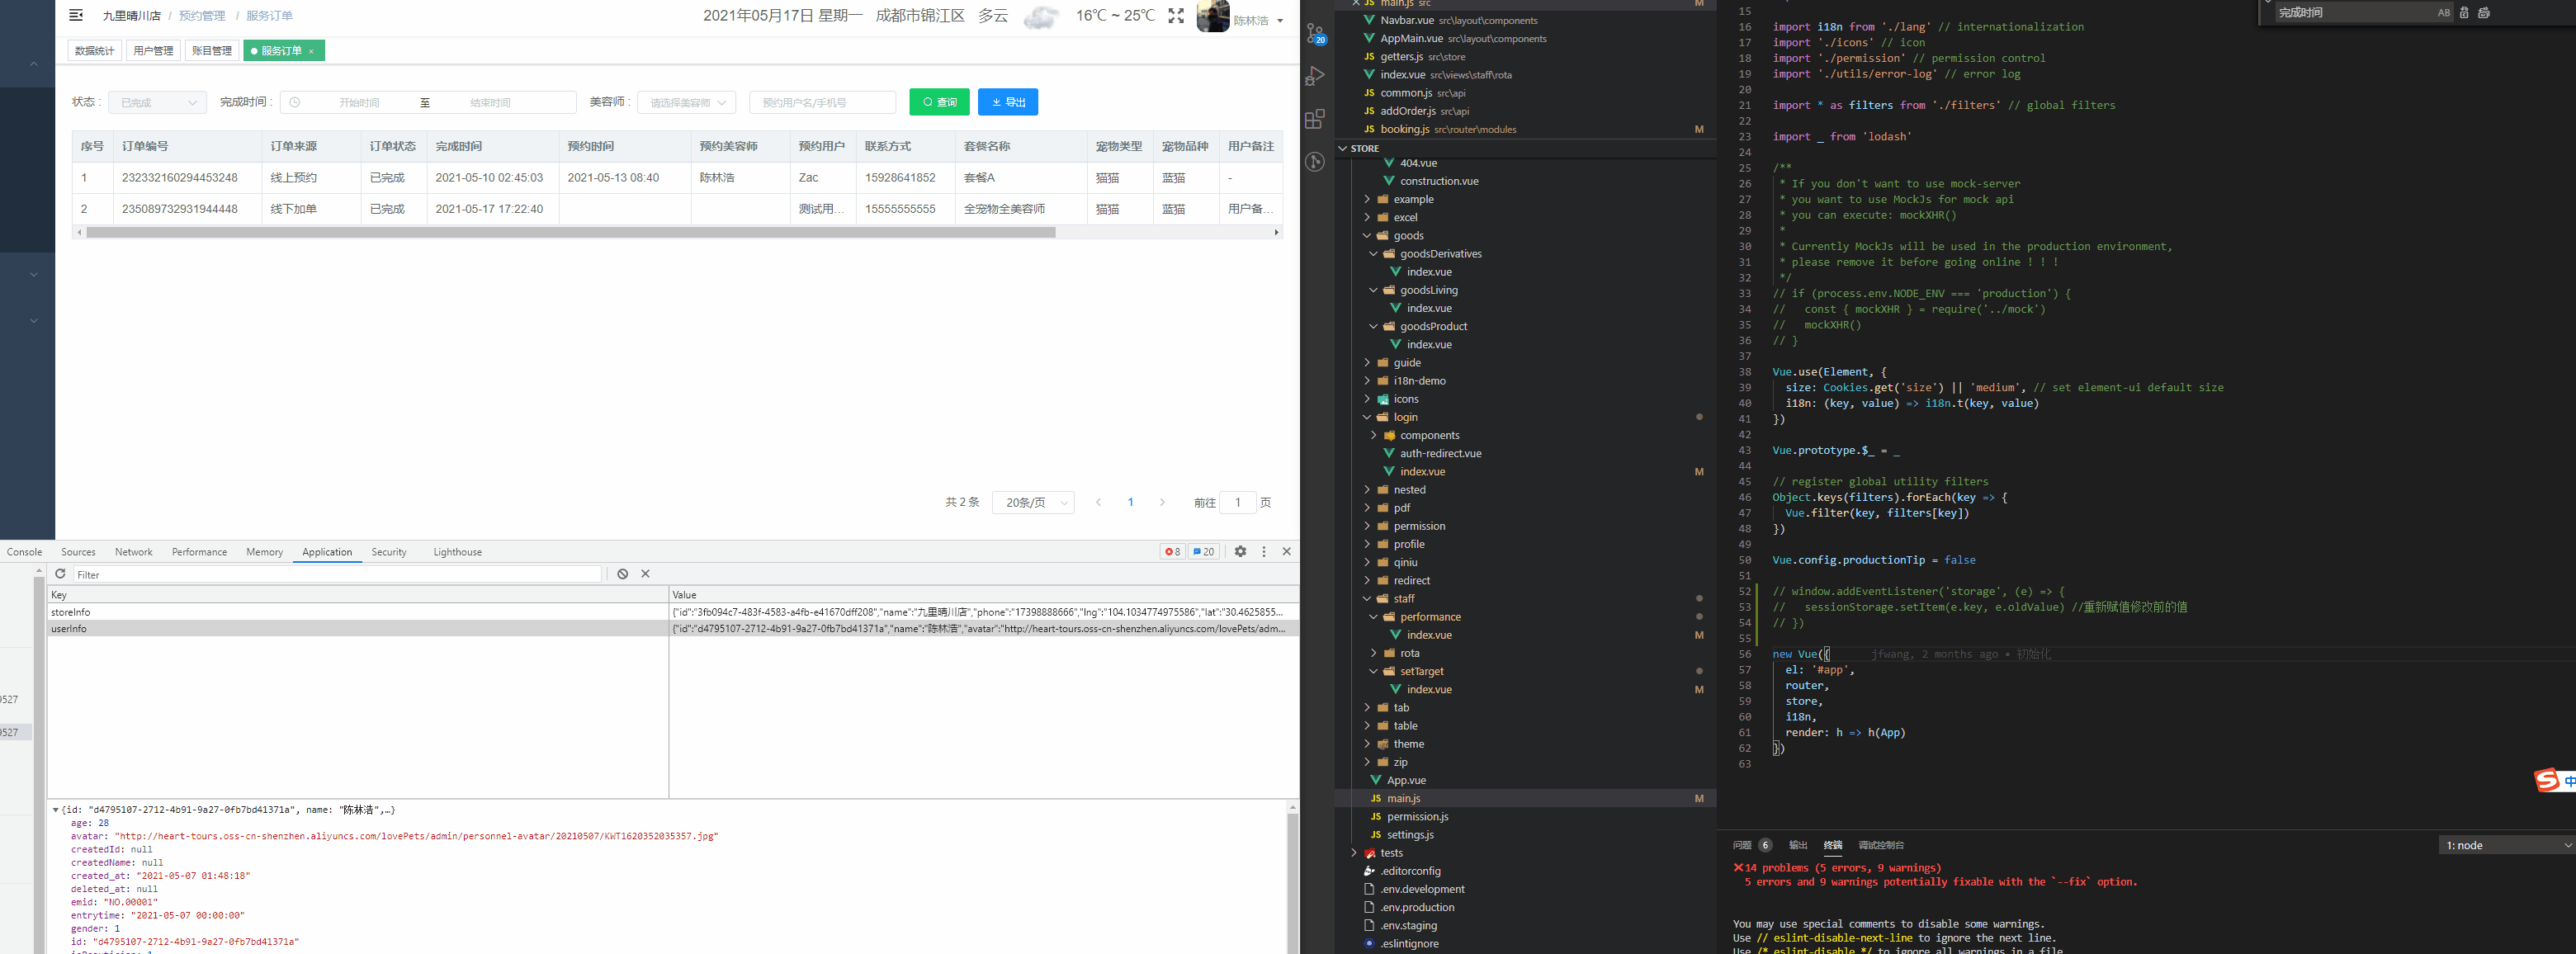 九里晴川店 / 预约管理 / 服务订单
2021年05月17日 星期一 成都市锦江区 多云 16℃ ~ 25℃ 陈林浩
数据统计 用户管理 账目管理 服务订单 ×
状态： 已完成 完成时间： 开始时间 至 结束时间 美容师： 请选择美容师 预约用户名/手机号 查询 导出
序号 订单编号 订单来源 订单状态 完成时间 预约时间 预约美容师 预约用户 联系方式 套餐名称 宠物类型 宠物品种 用户备注
1 232332160294453248 线上预约 已完成 2021-05-10 02:45:03 2021-05-13 08:40 陈林浩 Zac 15928641852 套餐A 猫猫 蓝猫 -
2 235089732931944448 线下加单 已完成 2021-05-17 17:22:40 测试用... 15555555555 全宠物全美容师 猫猫 蓝猫 用户备...
共 2 条 20条/页 1 前往 1 页
Console Sources Network Performance Memory Application Security Lighthouse 8 20
Filter
Key Value
storeInfo {"id":"3fb094c7-483f-4583-a4fb-e41670dff208","name":"九里晴川店","phone":"17398888666","lng":"104.1034774975586","lat":"30.4625855...
userInfo {"id":"d4795107-2712-4b91-9a27-0fb7bd41371a","name":"陈林浩","avatar":"http://heart-tours.oss-cn-shenzhen.aliyuncs.com/lovePets/adm...
9527
9527
{id: "d4795107-2712-4b91-9a27-0fb7bd41371a", name: "陈林浩",…}
age: 28
avatar: "http://heart-tours.oss-cn-shenzhen.aliyuncs.com/lovePets/admin/personnel-avatar/20210507/KWT1620352035357.jpg"
createdId: null
createdName: null
created_at: "2021-05-07 01:48:18"
deleted_at: null
emid: "NO.00001"
entrytime: "2021-05-07 00:00:00"
gender: 1
id: "d4795107-2712-4b91-9a27-0fb7bd41371a"
20
JS main.js src M
Navbar.vue src\layout\components
AppMain.vue src\layout\components
JS getters.js src\store
index.vue src\views\staff\rota
JS common.js src\api
JS addOrder.js src\api
JS booking.js src\router\modules M
STORE
404.vue
construction.vue
example
excel
goods
goodsDerivatives
index.vue
goodsLiving
index.vue
goodsProduct
index.vue
guide
i18n-demo
icons
login
components
auth-redirect.vue
index.vue M
nested
pdf
permission
profile
qiniu
redirect
staff
performance
index.vue M
rota
setTarget
index.vue M
tab
table
theme
zip
App.vue
JS main.js M
JS permission.js
JS settings.js
tests
.editorconfig
.env.development
.env.production
.env.staging
.eslintignore
完成时间 AB
15
16 import i18n from './lang' // internationalization
17 import './icons' // icon
18 import './permission' // permission control
19 import './utils/error-log' // error log
20
21 import * as filters from './filters' // global filters
22
23 import _ from 'lodash'
24
25 /**
26 * If you don't want to use mock-server
27 * you want to use MockJs for mock api
28 * you can execute: mockXHR()
29 *
30 * Currently MockJs will be used in the production environment,
31 * please remove it before going online ! ! !
32 */
33 // if (process.env.NODE_ENV === 'production') {
34 // const { mockXHR } = require('../mock')
35 // mockXHR()
36 // }
37
38 Vue.use(Element, {
39 size: Cookies.get('size') || 'medium', // set element-ui default size
40 i18n: (key, value) => i18n.t(key, value)
41 })
42
43 Vue.prototype.$_ = _
44
45 // register global utility filters
46 Object.keys(filters).forEach(key => {
47 Vue.filter(key, filters[key])
48 })
49
50 Vue.config.productionTip = false
51
52 // window.addEventListener('storage', (e) => {
53 // sessionStorage.setItem(e.key, e.oldValue) //重新赋值修改前的值
54 // })
55
56 new Vue({ jfwang, 2 months ago • 初始化
57 el: '#app',
58 router,
59 store,
60 i18n,
61 render: h => h(App)
62 })
63
中
问题 6 输出 终端 调试控制台 1: node
✖14 problems (5 errors, 9 warnings)
5 errors and 9 warnings potentially fixable with the `--fix` option.
You may use special comments to disable some warnings.
Use // eslint-disable-next-line to ignore the next line.
Use /* eslint-disable */ to ignore all warnings in a file.